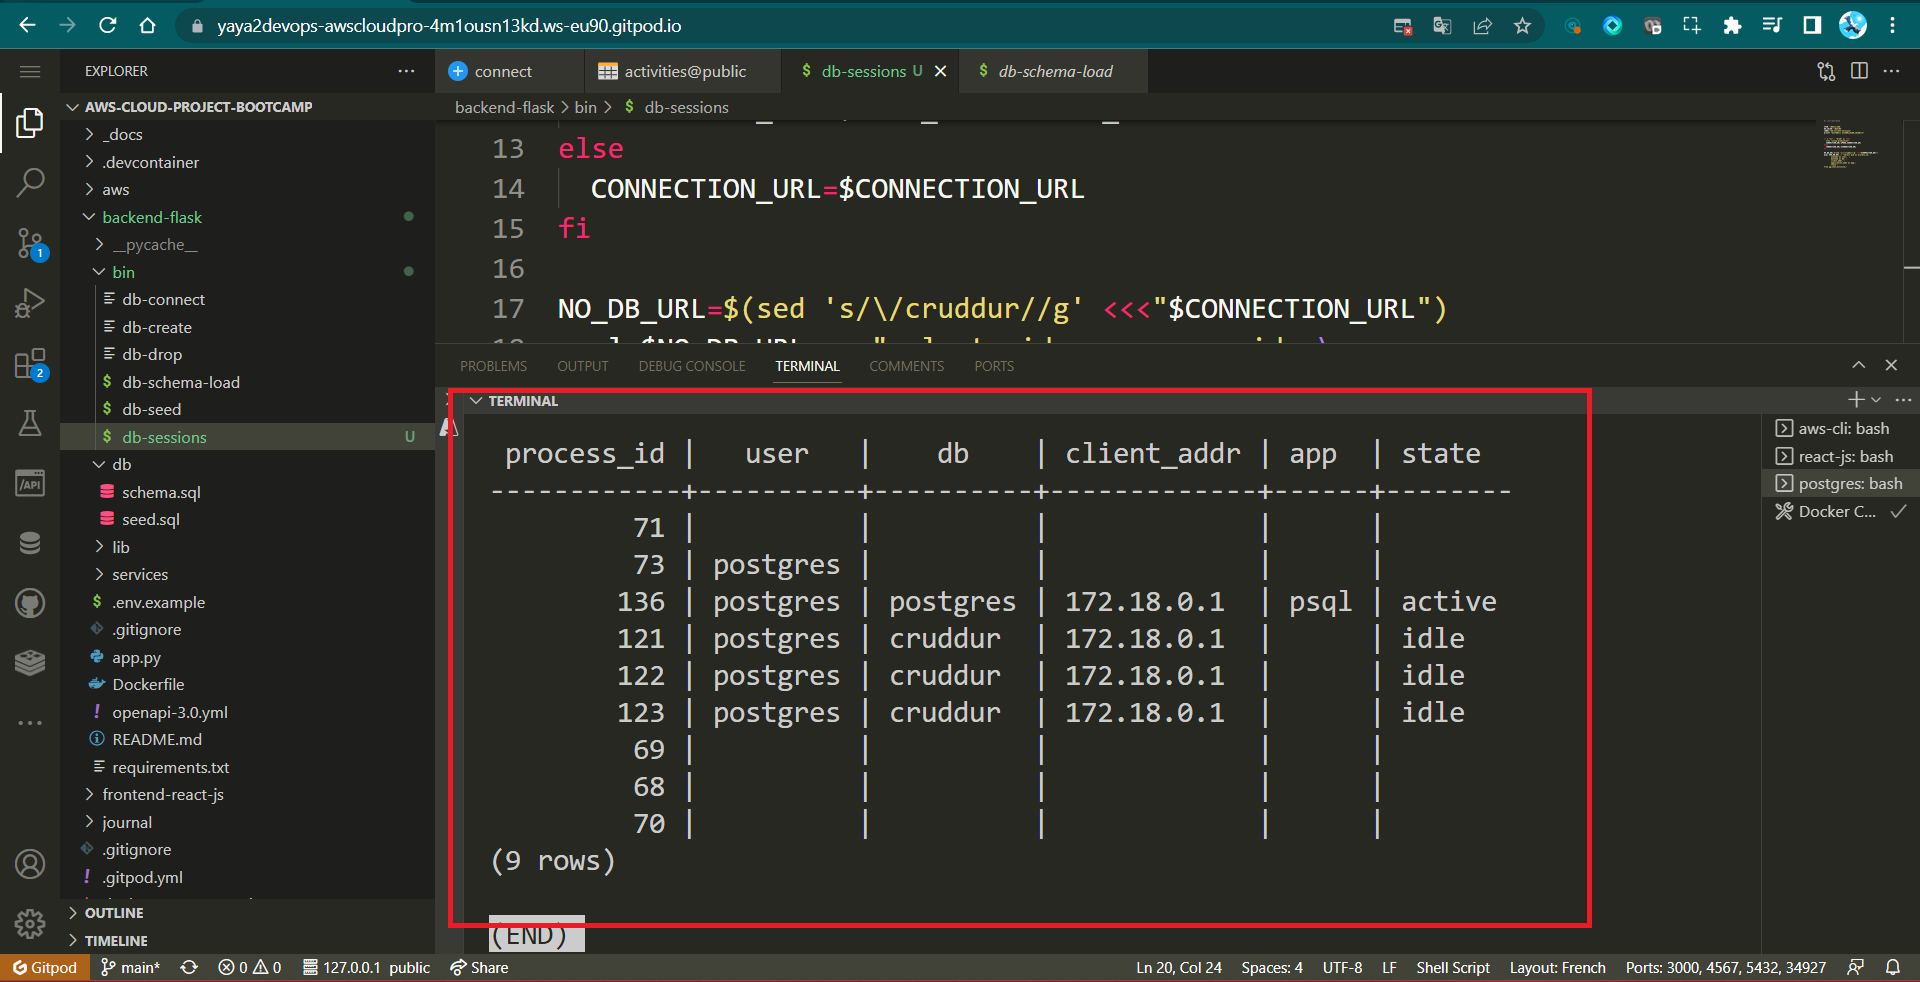 yaya2devops-awscloudpro-4m1ousn13kd.ws-eu90.gitpod.io
EXPLORER
connect
activities@public
db-sessions U
db-schema-load
AWS-CLOUD-PROJECT-BOOTCAMP
backend-flask > bin > $ db-sessions
_docs
.devcontainer
aws
backend-flask
__pycache__
bin
db-connect
db-create
db-drop
db-schema-load
db-seed
db-sessions U
db
schema.sql
seed.sql
lib
services
.env.example
.gitignore
app.py
Dockerfile
openapi-3.0.yml
README.md
requirements.txt
frontend-react-js
journal
.gitignore
.gitpod.yml
OUTLINE
TIMELINE
1
2
/API
13 else
14 CONNECTION_URL=$CONNECTION_URL
15 fi
16
17 NO_DB_URL=$(sed 's/\/cruddur//g' <<<"$CONNECTION_URL")
PROBLEMS OUTPUT DEBUG CONSOLE TERMINAL COMMENTS PORTS
TERMINAL
process_id | user | db | client_addr | app | state
------------+----------+----------+-------------+------+--------
71 | | | | |
73 | postgres | | | |
136 | postgres | postgres | 172.18.0.1 | psql | active
121 | postgres | cruddur | 172.18.0.1 | | idle
122 | postgres | cruddur | 172.18.0.1 | | idle
123 | postgres | cruddur | 172.18.0.1 | | idle
69 | | | | |
68 | | | | |
70 | | | | |
(9 rows)
(END)
aws-cli: bash
react-js: bash
postgres: bash
Docker C...
Gitpod main* 0 0 127.0.0.1 public Share Ln 20, Col 24 Spaces: 4 UTF-8 LF Shell Script Layout: French Ports: 3000, 4567, 5432, 34927